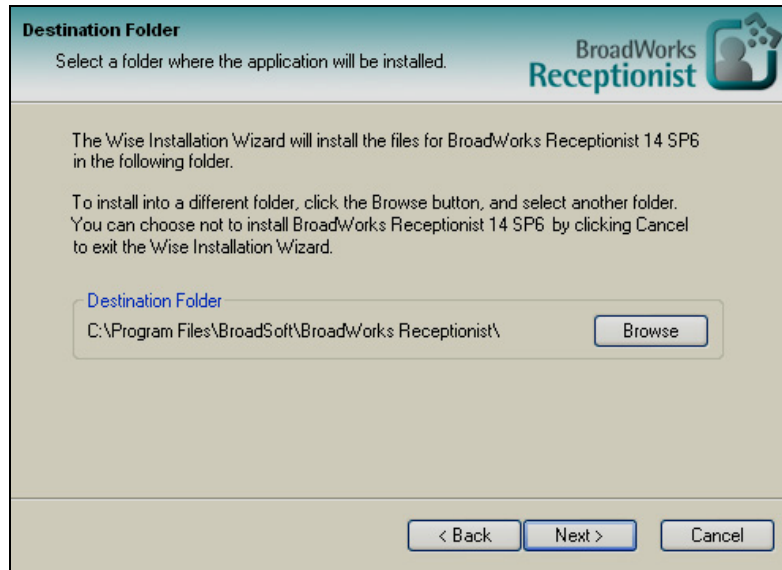 Destination Folder
Select a folder where the application will be installed.
BroadWorks
Receptionist
The Wise Installation Wizard will install the files for BroadWorks Receptionist 14 SP6
in the following folder.
To install into a different folder, click the Browse button, and select another folder.
You can choose not to install BroadWorks Receptionist 14 SP6 by clicking Cancel
to exit the Wise Installation Wizard.
Destination Folder
C:\Program Files\BroadSoft\BroadWorks Receptionist\
Browse
< Back
Next >
Cancel